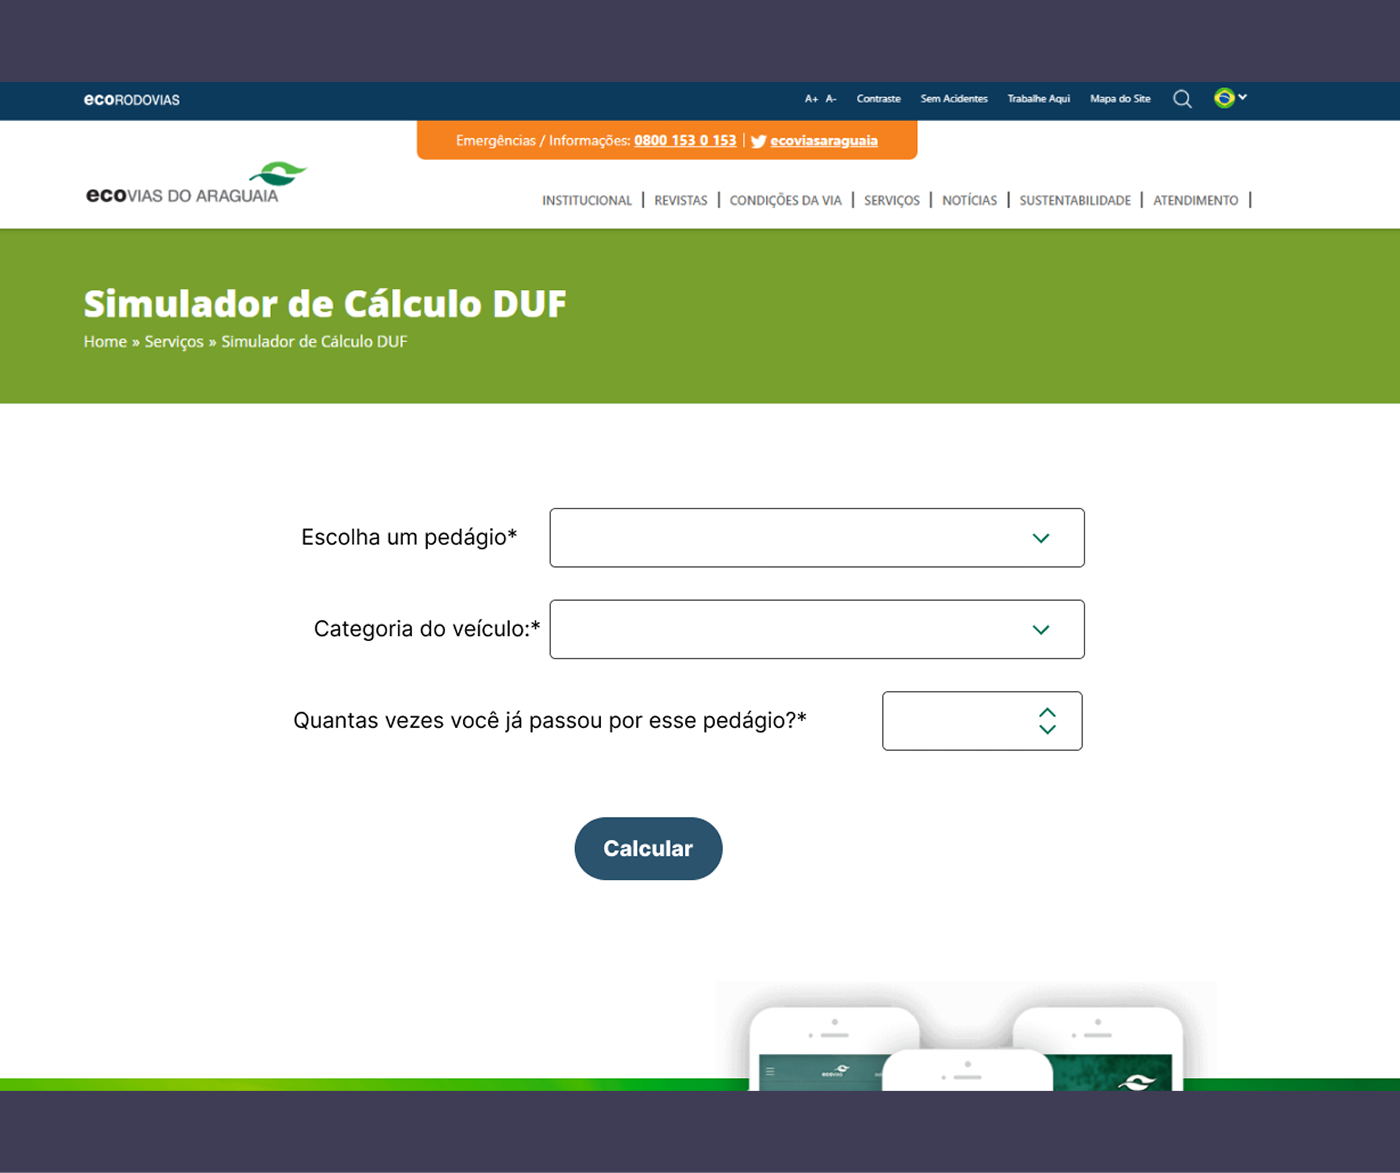 ecoRODOVIAS
A+ A- Contraste Sem Acidentes Trabalhe Aqui Mapa do Site
Emergências / Informações: 0800 153 0 153 | ecoviasaraguaia
ecoVIAS DO ARAGUAIA
INSTITUCIONAL | REVISTAS | CONDIÇÕES DA VIA | SERVIÇOS | NOTÍCIAS | SUSTENTABILIDADE | ATENDIMENTO |
Simulador de Cálculo DUF
Home » Serviços » Simulador de Cálculo DUF
Escolha um pedágio*
Categoria do veículo:*
Quantas vezes você já passou por esse pedágio?*
Calcular